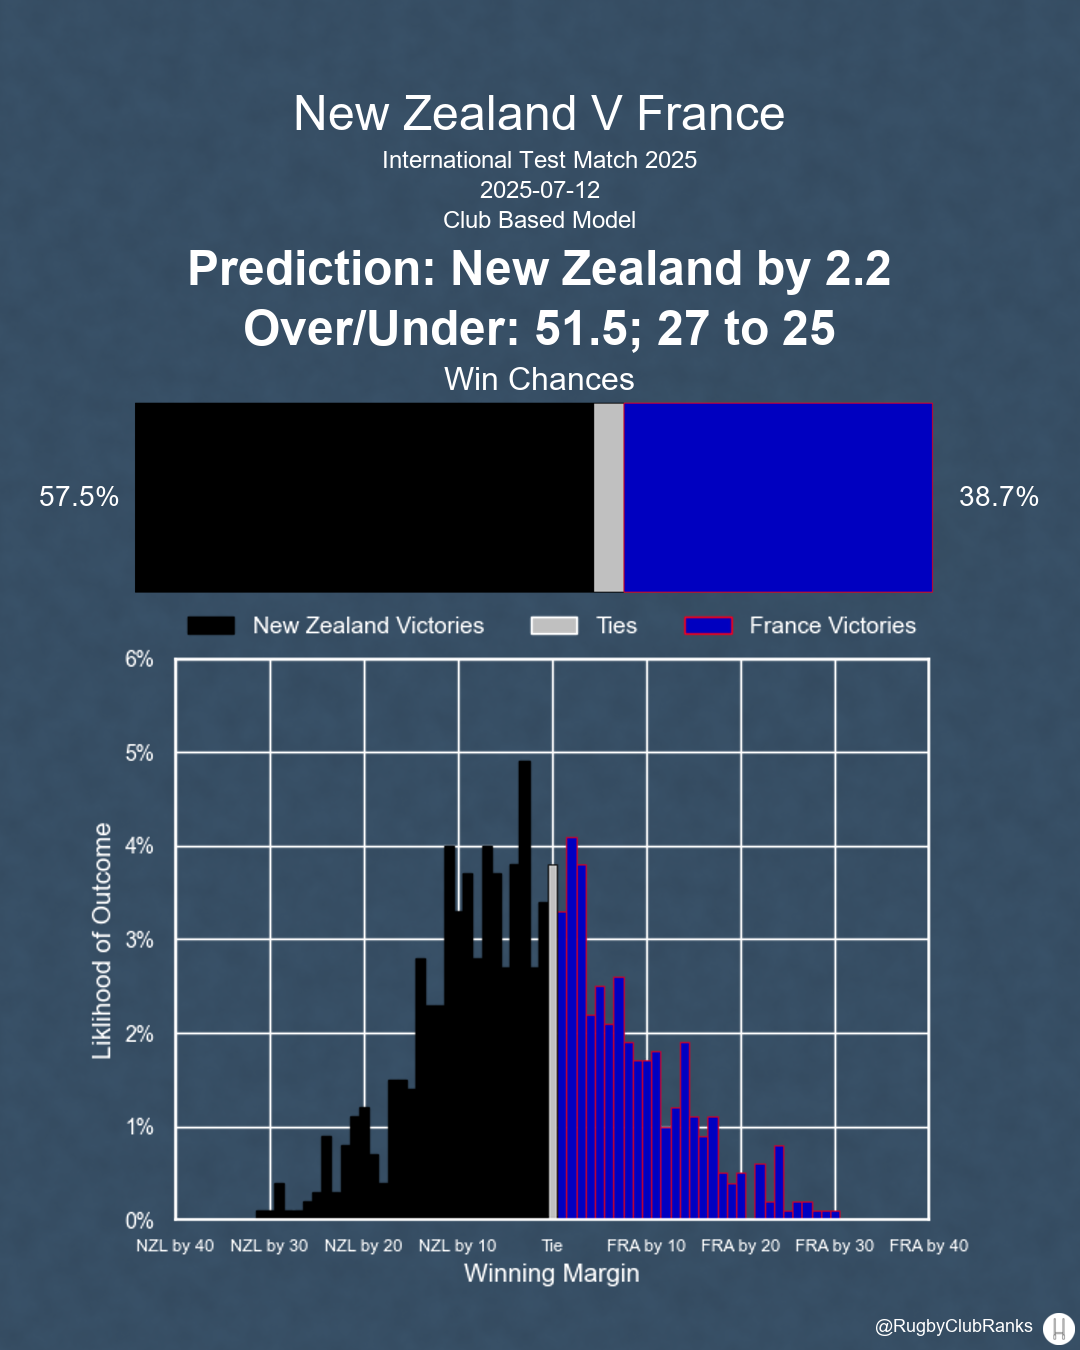 New Zealand V France
International Test Match 2025
2025-07-12
Club Based Model
Prediction: New Zealand by 2.2
Over/Under: 51.5; 27 to 25
Win Chances
57.5%
38.7%
New Zealand Victories
Ties
France Victories
6%
5%
4%
3%
2%
1%
0%
Liklihood of Outcome
NZL by 40
NZL by 30
NZL by 20
NZL by 10
Tie
FRA by 10
FRA by 20
FRA by 30
FRA by 40
Winning Margin
@RugbyClubRanks